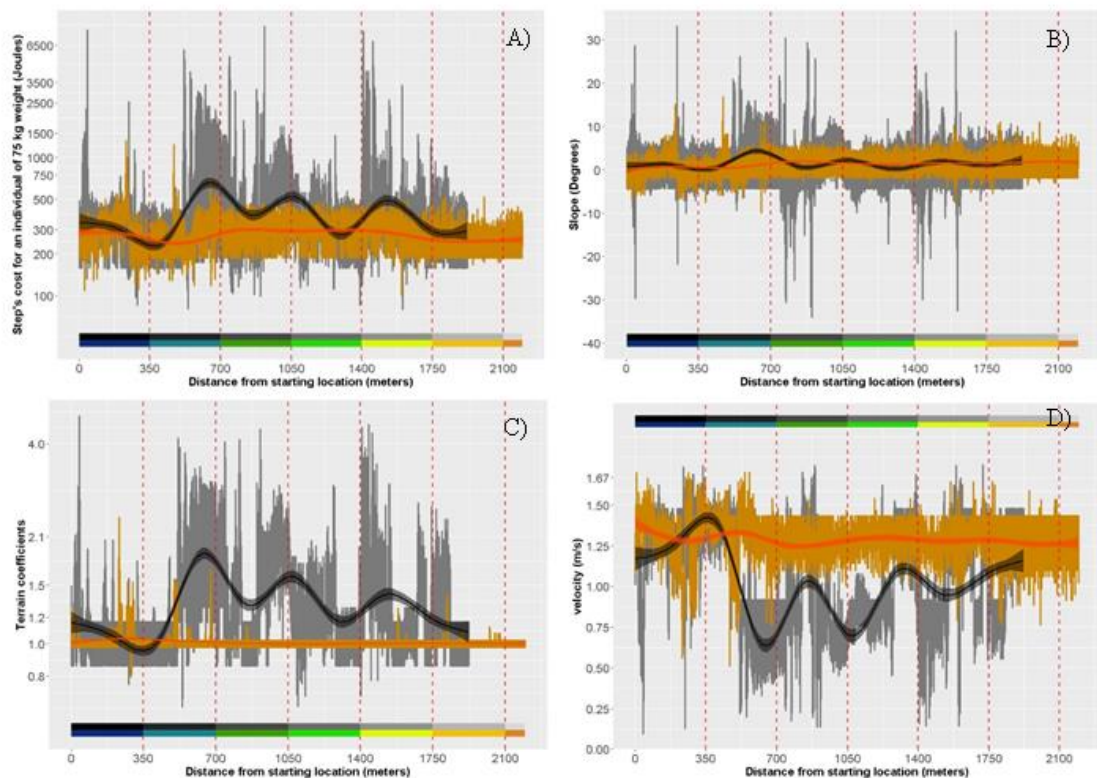 A)
Step's cost for an individual of 75 kg weight (Joules)
6500
3500
2500
1500
1000
750
500
300
200
100
0 350 700 1050 1400 1750 2100
Distance from starting location (meters)
B)
Slope (Degrees)
30
20
10
0
-10
-20
-30
-40
0 350 700 1050 1400 1750 2100
Distance from starting location (meters)
C)
Terrain coefficients
4.0
2.1
1.5
1.2
1.0
0.8
0 350 700 1050 1400 1750 2100
Distance from starting location (meters)
D)
velocity (m/s)
1.67
1.50
1.25
1.00
0.75
0.50
0.25
0.00
0 350 700 1050 1400 1750 2100
Distance from starting location (meters)